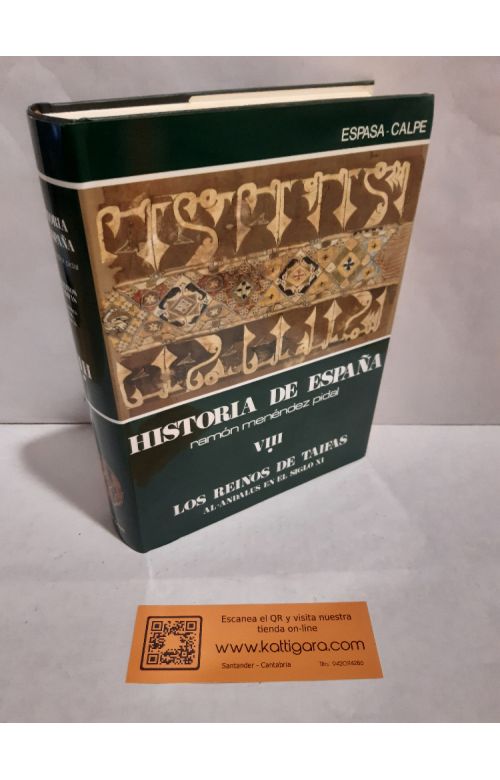 ESPASA-CALPE
HISTORIA DE ESPAÑA
ramón menéndez pidal
VIII
LOS REINOS DE TAIFAS
AL-ANDALUS EN EL SIGLO XI
Escanea el QR y visita nuestra
tienda on-line
www.kattigara.com
Santander - Cantabria